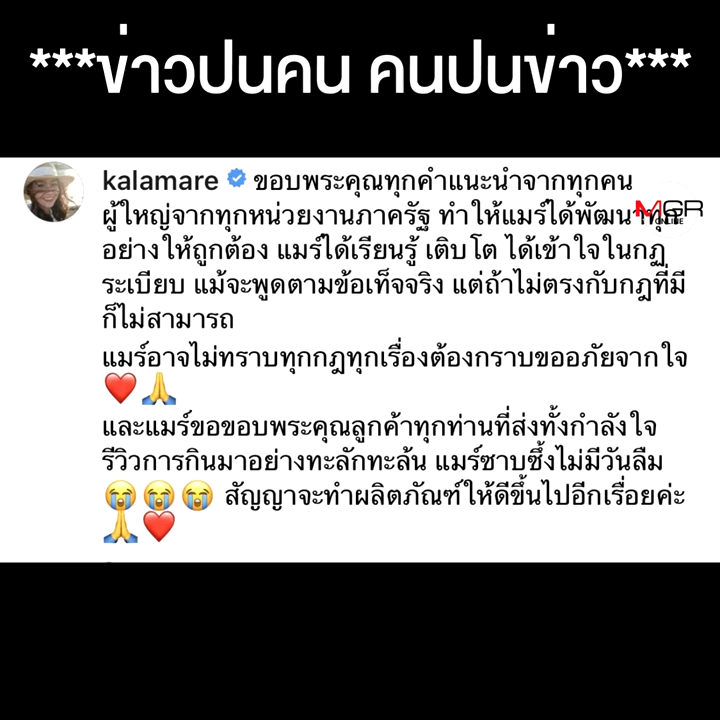 ***ข่าวปนคน คนปนข่าว***
kalamare ขอบพระคุณทุกคำแนะนำจากทุกคน
ผู้ใหญ่จากทุกหน่วยงานภาครัฐ ทำให้แมร์ได้พัฒนา
MGR
ONLINE
อย่างให้ถูกต้อง แมร์ได้เรียนรู้ เติบโต ได้เข้าใจในกฏ
ระเบียบ แม้จะพูดตามข้อเท็จจริง แต่ถ้าไม่ตรงกับกฎที่มี
ก็ไม่สามารถ
แมร์อาจไม่ทราบทุกกฎทุกเรื่องต้องกราบขออภัยจากใจ
❤️🙏
และแมร์ขอขอบพระคุณลูกค้าทุกท่านที่ส่งทั้งกำลังใจ
รีวิวการกินมาอย่างทะลักทะล้น แมร์ซาบซึ้งไม่มีวันลืม
😭😭😭 สัญญาจะทำผลิตภัณฑ์ให้ดีขึ้นไปอีกเรื่อยค่ะ
🙏❤️